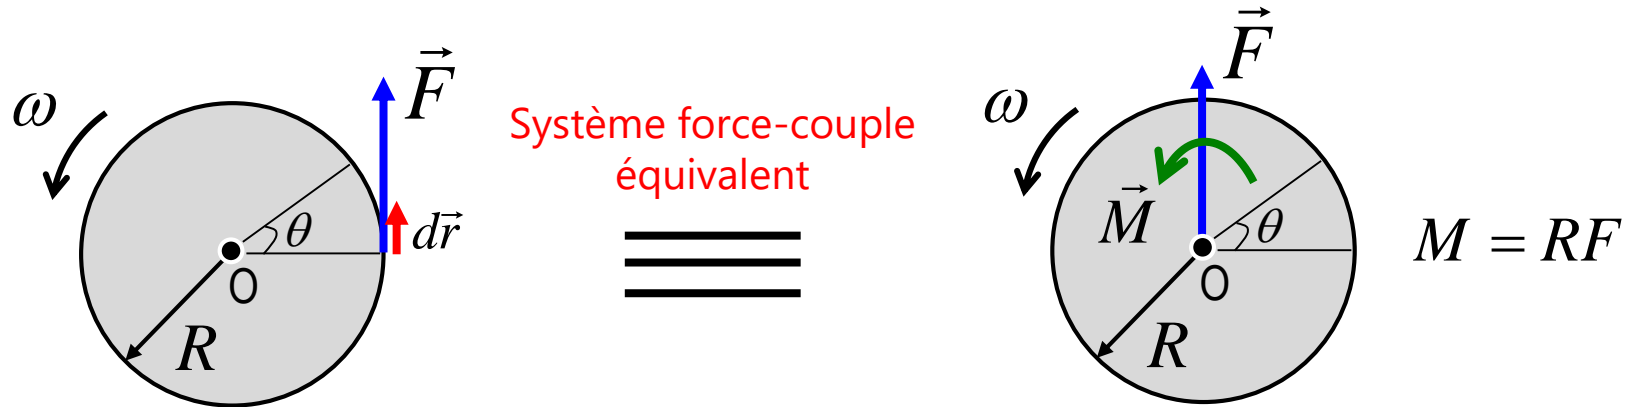 ω
F⃗
dr⃗
θ
O
R
Système force-couple
équivalent
ω
F⃗
M⃗
θ
O
R
M = RF